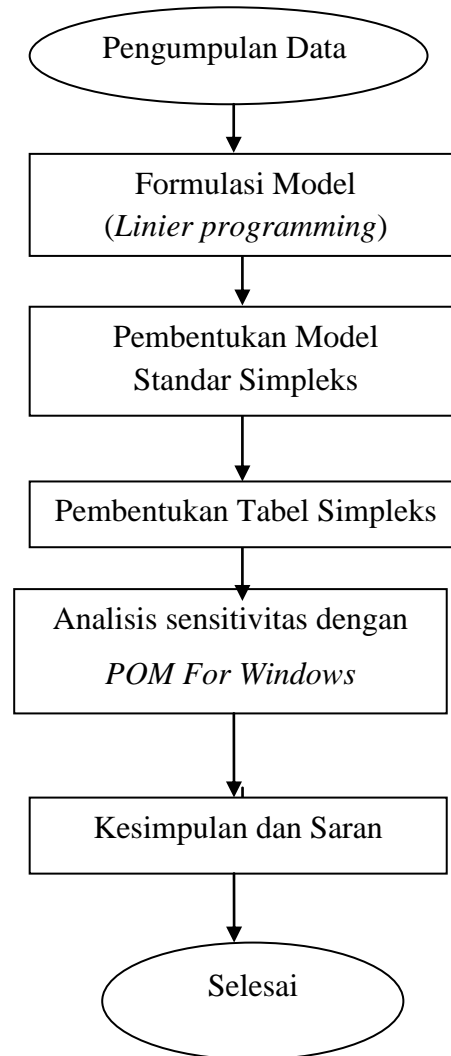 Pengumpulan Data
Formulasi Model
(Linier programming)
Pembentukan Model
Standar Simpleks
Pembentukan Tabel Simpleks
Analisis sensitivitas dengan
POM For Windows
Kesimpulan dan Saran
Selesai